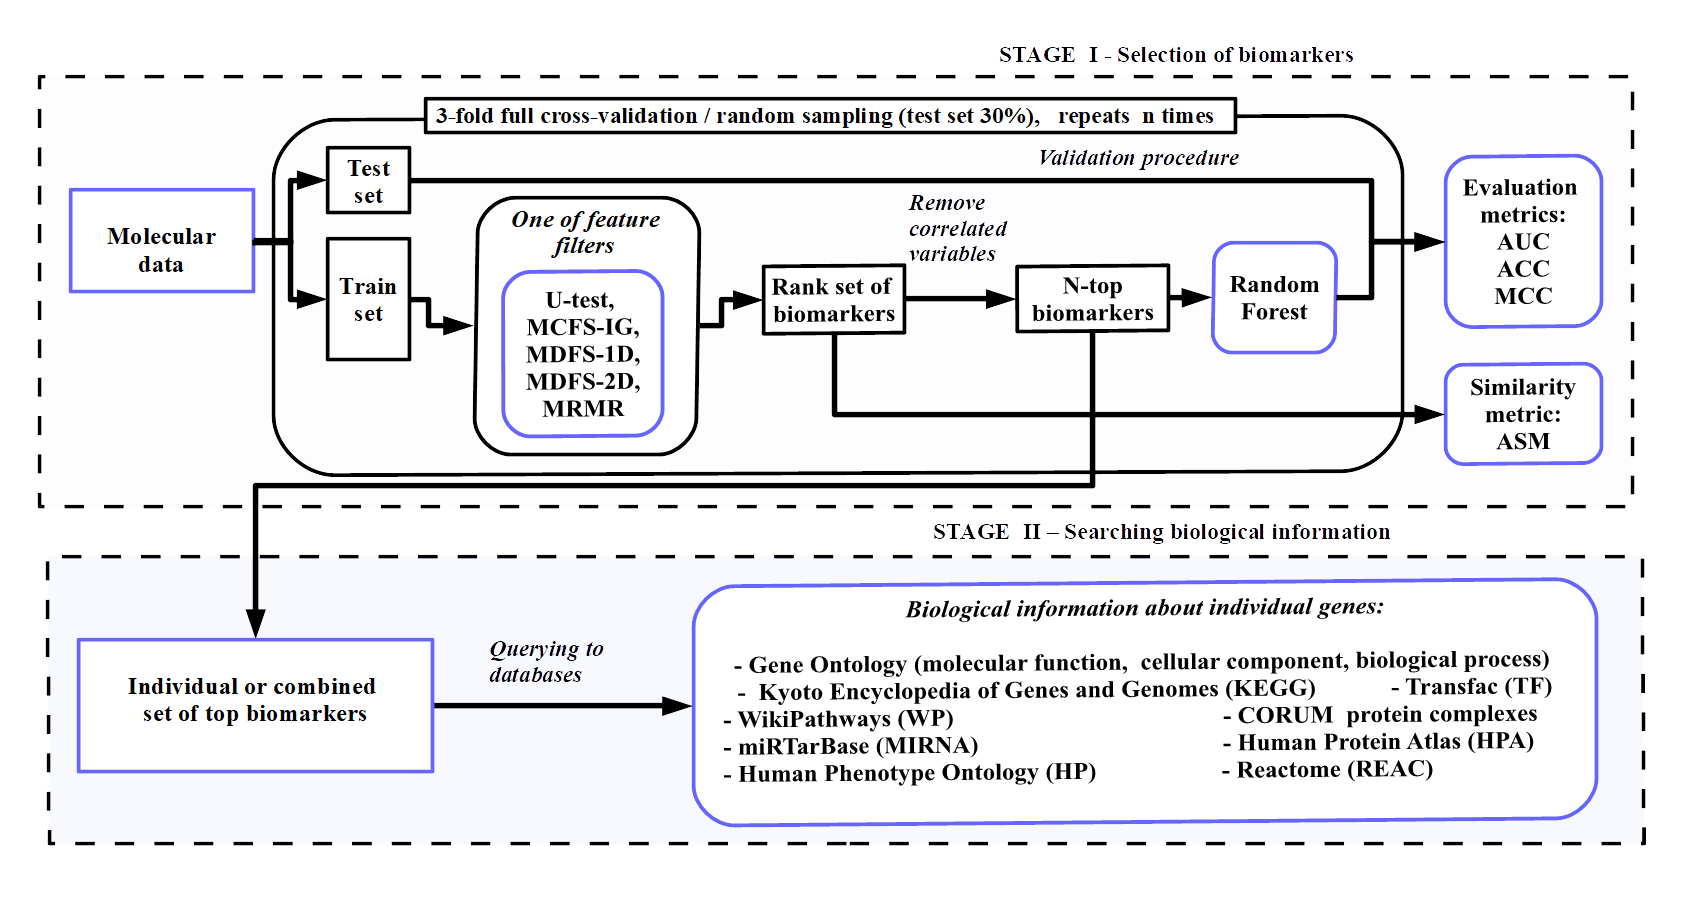 STAGE I - Selection of biomarkers
3-fold full cross-validation / random sampling (test set 30%), repeats n times
Validation procedure
Test
set
Molecular
data
Train
set
One of feature
filters
U-test,
MCFS-IG,
MDFS-1D,
MDFS-2D,
MRMR
Rank set of
biomarkers
Remove
correlated
variables
N-top
biomarkers
Random
Forest
Evaluation
metrics:
AUC
ACC
MCC
Similarity
metric:
ASM
STAGE II – Searching biological information
Individual or combined
set of top biomarkers
Querying to
databases
Biological information about individual genes:
- Gene Ontology (molecular function, cellular component, biological process)
- Kyoto Encyclopedia of Genes and Genomes (KEGG) - Transfac (TF)
- WikiPathways (WP) - CORUM protein complexes
- miRTarBase (MIRNA) - Human Protein Atlas (HPA)
- Human Phenotype Ontology (HP) - Reactome (REAC)